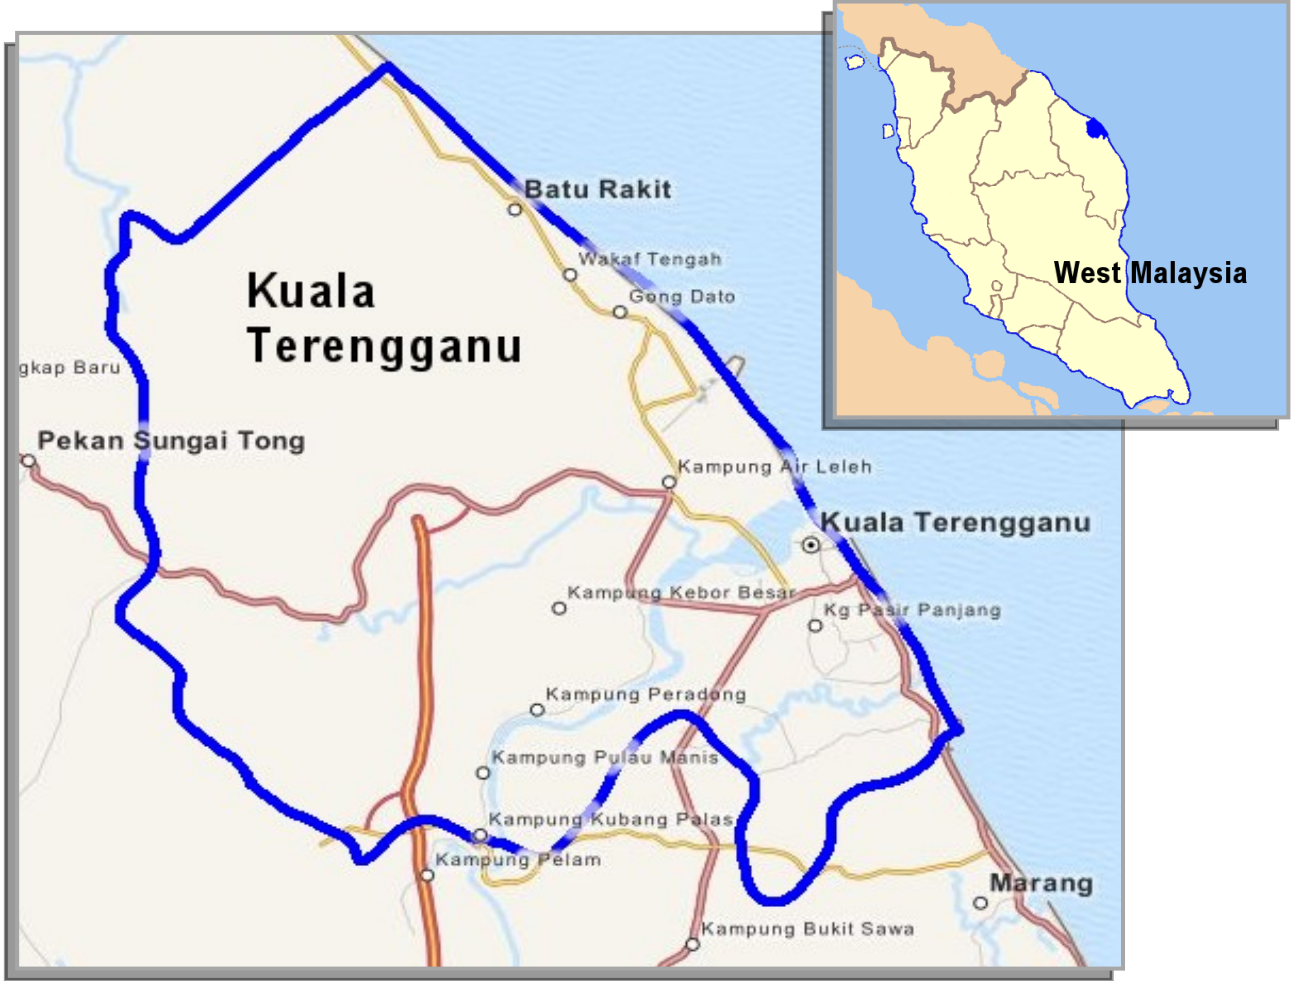 Batu Rakit
Wakaf Tengah
West Malaysia
Kuala
Terengganu
Gong Dato
gkap Baru
Pekan Sungai Tong
Kampung Air Leleh
Kuala Terengganu
Kampung Kebor Besar
Kg Pasir Panjang
Kampung Peradong
Kampung Pulau Manis
Kampung Kubang Palas
Kampung Pelam
Marang
Kampung Bukit Sawa